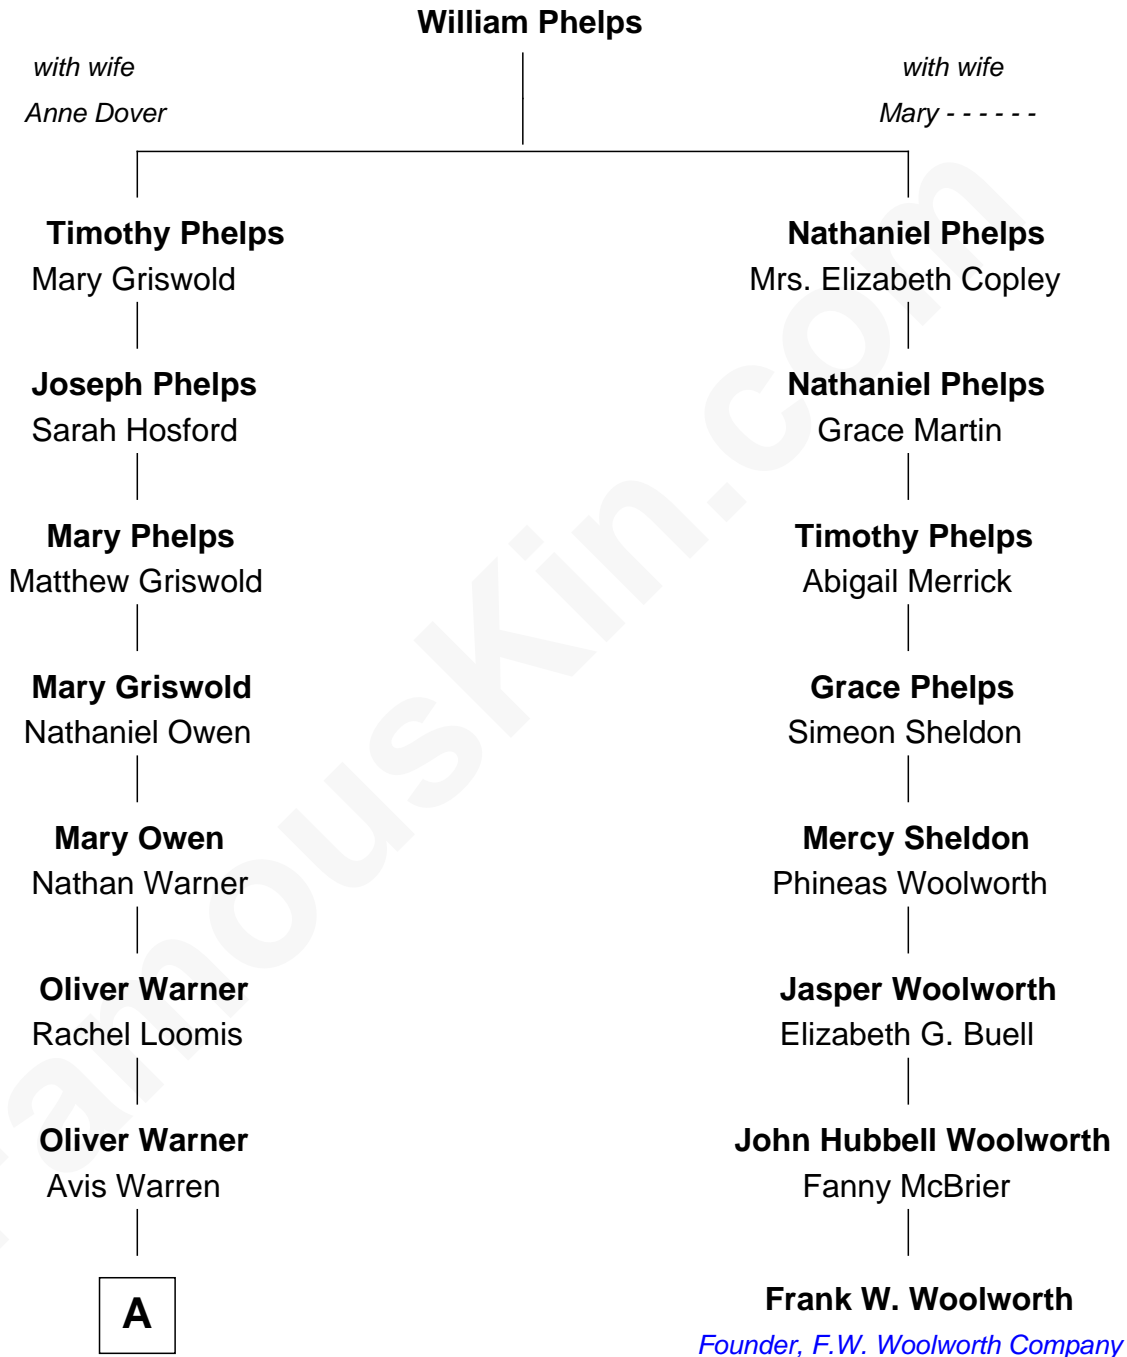 William Phelps
with wife
Anne Dover
with wife
Mary - - - - - -
Timothy Phelps
Mary Griswold
Nathaniel Phelps
Mrs. Elizabeth Copley
Joseph Phelps
Sarah Hosford
Nathaniel Phelps
Grace Martin
Mary Phelps
Matthew Griswold
Timothy Phelps
Abigail Merrick
Mary Griswold
Nathaniel Owen
Grace Phelps
Simeon Sheldon
Mary Owen
Nathan Warner
Mercy Sheldon
Phineas Woolworth
Oliver Warner
Rachel Loomis
Jasper Woolworth
Elizabeth G. Buell
Oliver Warner
Avis Warren
John Hubbell Woolworth
Fanny McBrier
A
Frank W. Woolworth
Founder, F.W. Woolworth Company
FamousKin.com